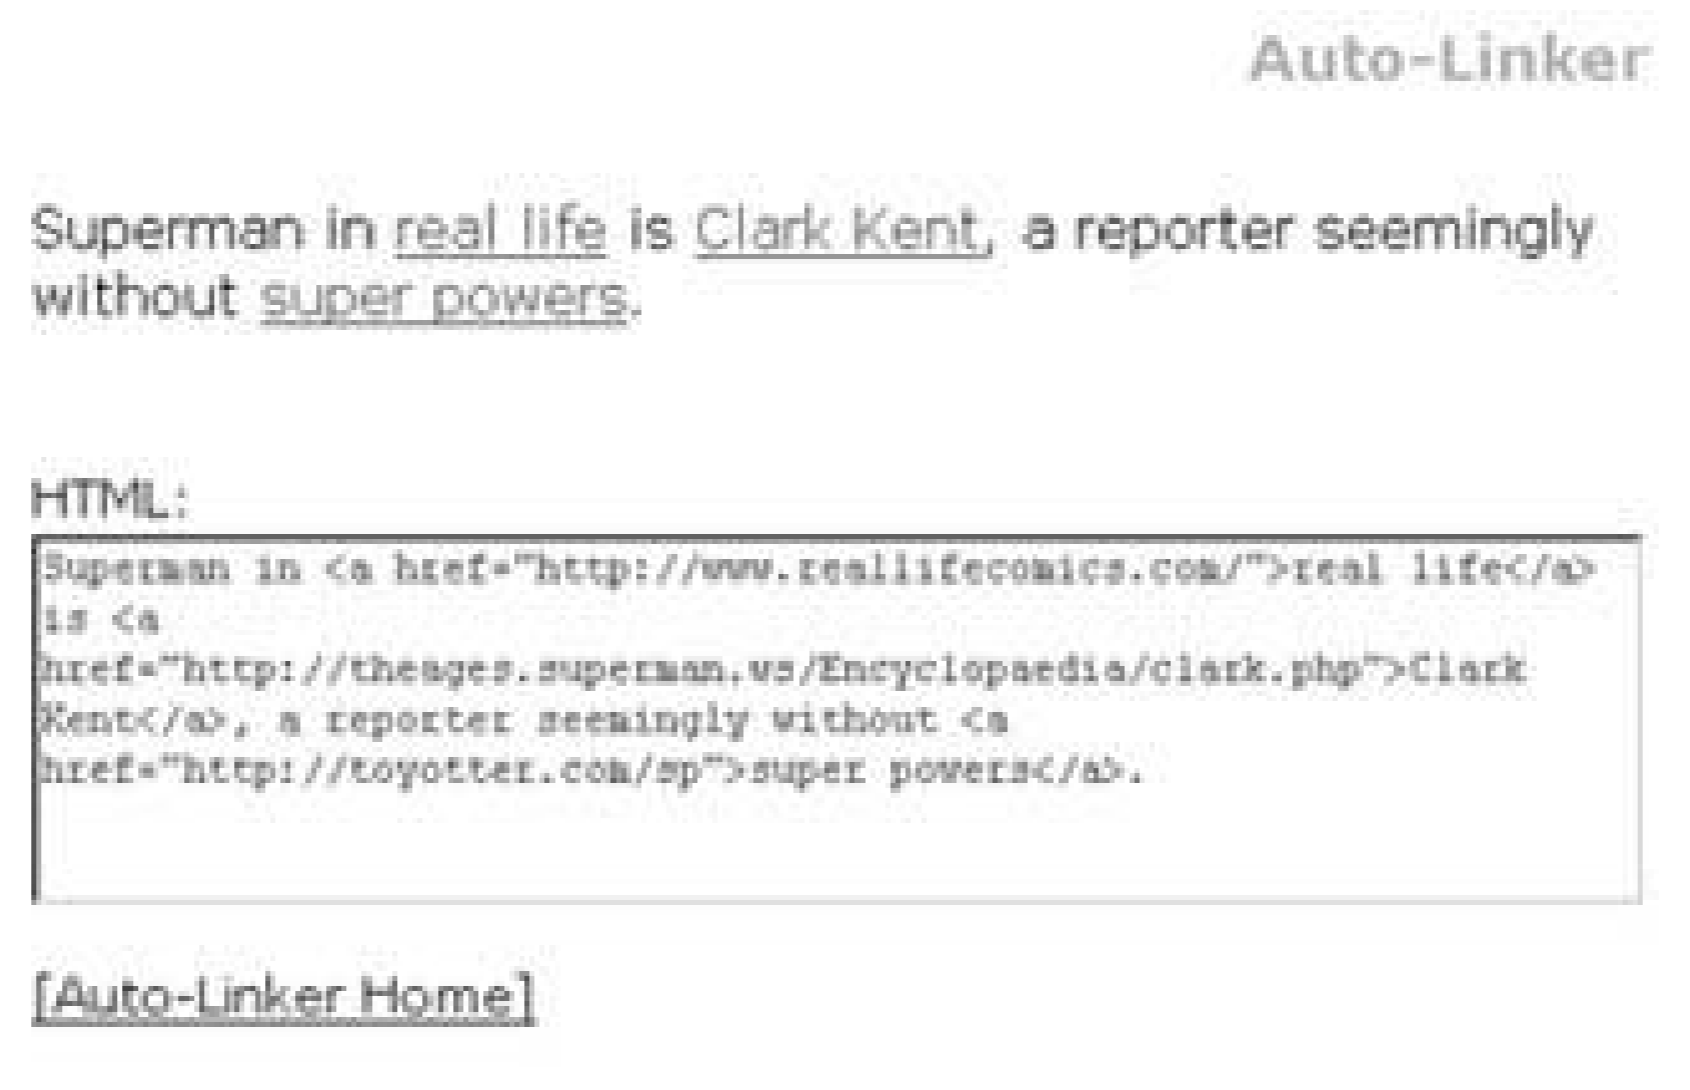 Auto-Linker
Superman in real life is Clark Kent, a reporter seemingly
without super powers.
HTML:
Superman in <a href="http://www.reallifecomics.com/">real life</a>
is <a
href="http://theages.superman.ws/Encyclopaedia/clark.php">Clark
Kent</a>, a reporter seemingly without <a
href="http://toyotter.com/sp">super powers</a>.
[Auto-Linker Home]